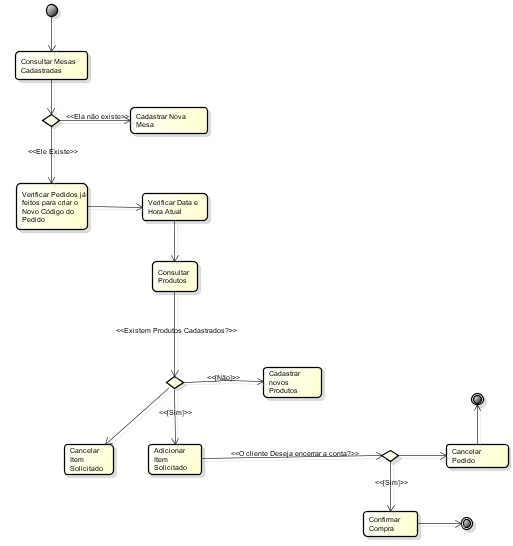 Consultar Mesas
Cadastradas
<<Ela não existe>>
Cadastrar Nova
Mesa
<<Ele Existe>>
Verificar Pedidos já
feitos para criar o
Novo Código do
Pedido
Verificar Data e
Hora Atual
Consultar
Produtos
<<Existem Produtos Cadastrados?>>
<<[Não]>>
Cadastrar
novos
Produtos
<<[Sim]>>
Cancelar
Item
Solicitado
Adicionar
Item
Solicitado
<<O cliente Deseja encerrar a conta?>>
Cancelar
Pedido
<<[Sim]>>
Confirmar
Compra